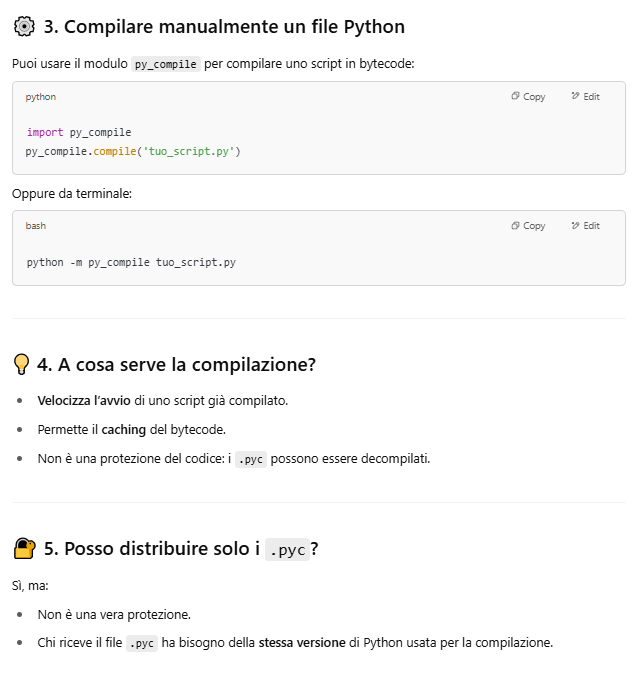 3. Compilare manualmente un file Python
Puoi usare il modulo py_compile per compilare uno script in bytecode:
python Copy Edit
import py_compile
py_compile.compile('tuo_script.py')
Oppure da terminale:
bash Copy Edit
python -m py_compile tuo_script.py
4. A cosa serve la compilazione?
• Velocizza l'avvio di uno script già compilato.
• Permette il caching del bytecode.
• Non è una protezione del codice: i .pyc possono essere decompilati.
5. Posso distribuire solo i .pyc?
Sì, ma:
• Non è una vera protezione.
• Chi riceve il file .pyc ha bisogno della stessa versione di Python usata per la compilazione.